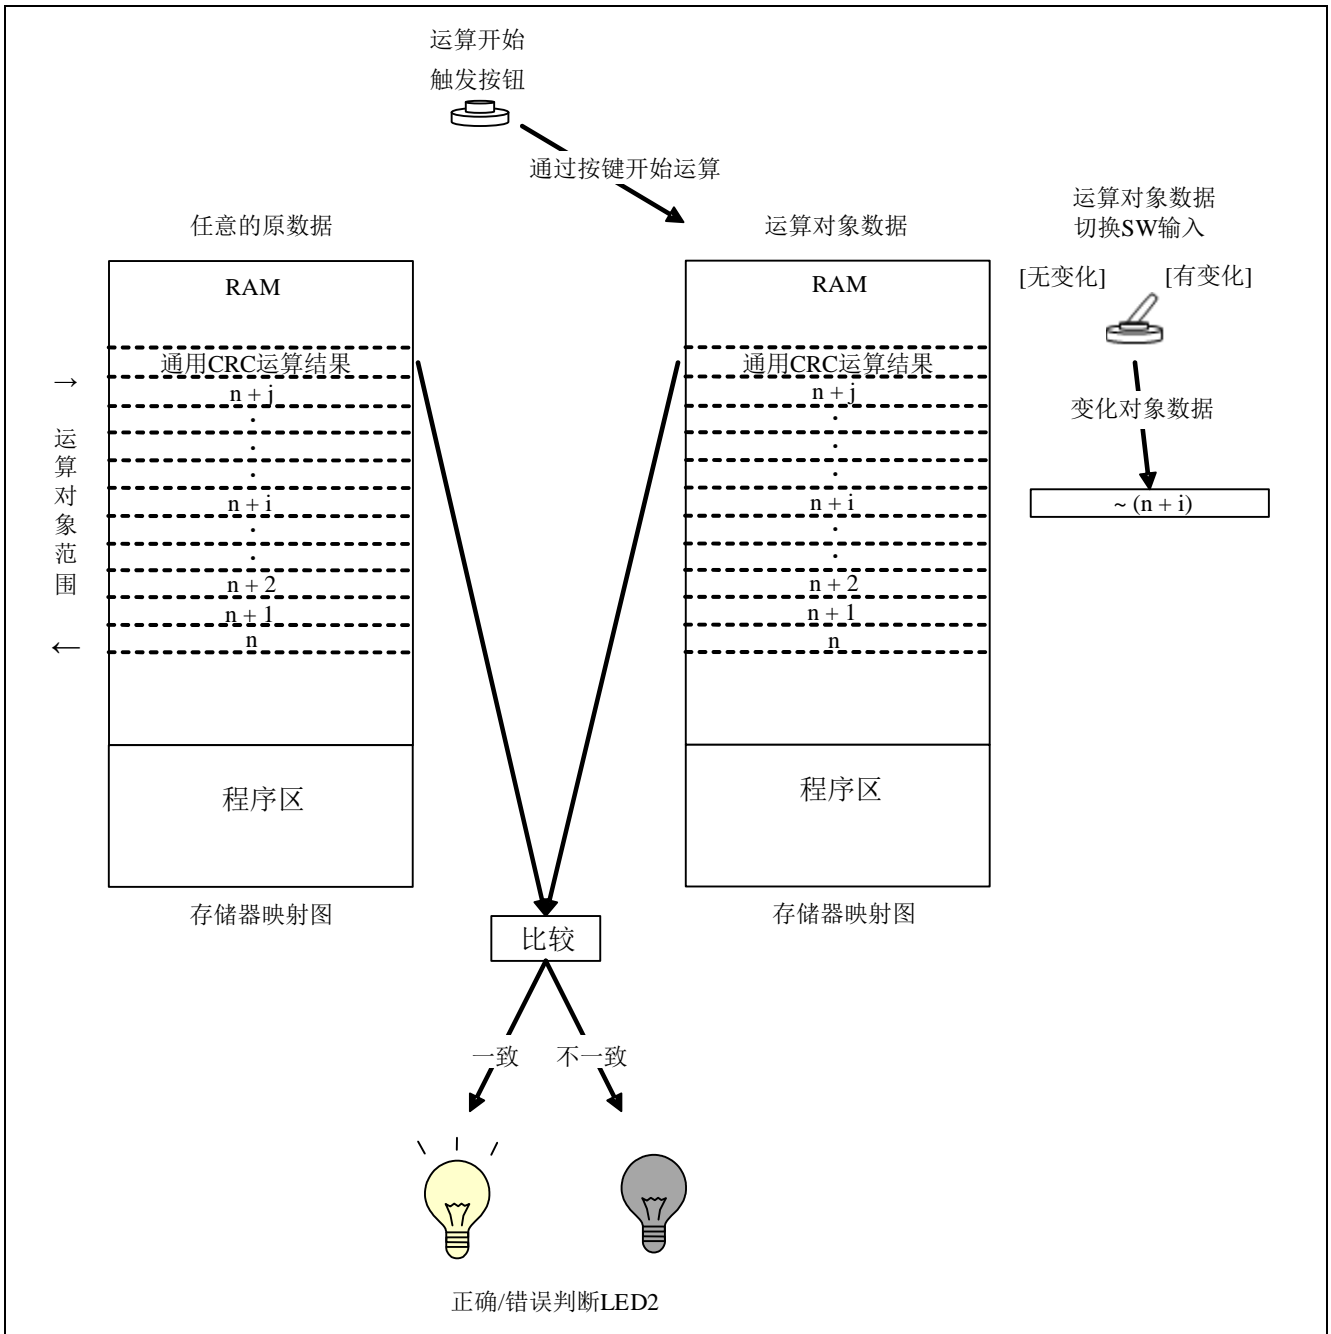 运算开始
触发按钮
通过按键开始运算
任意的原数据
运算对象数据
运算对象数据
切换SW输入
[无变化]
[有变化]
变化对象数据
~ (n + i)
→
运
算
对
象
范
围
←
RAM
通用CRC运算结果
n + j
.
.
.
n + i
.
.
n + 2
n + 1
n
程序区
存储器映射图
RAM
通用CRC运算结果
n + j
.
.
.
n + i
.
.
n + 2
n + 1
n
程序区
存储器映射图
比较
一致
不一致
正确/错误判断LED2